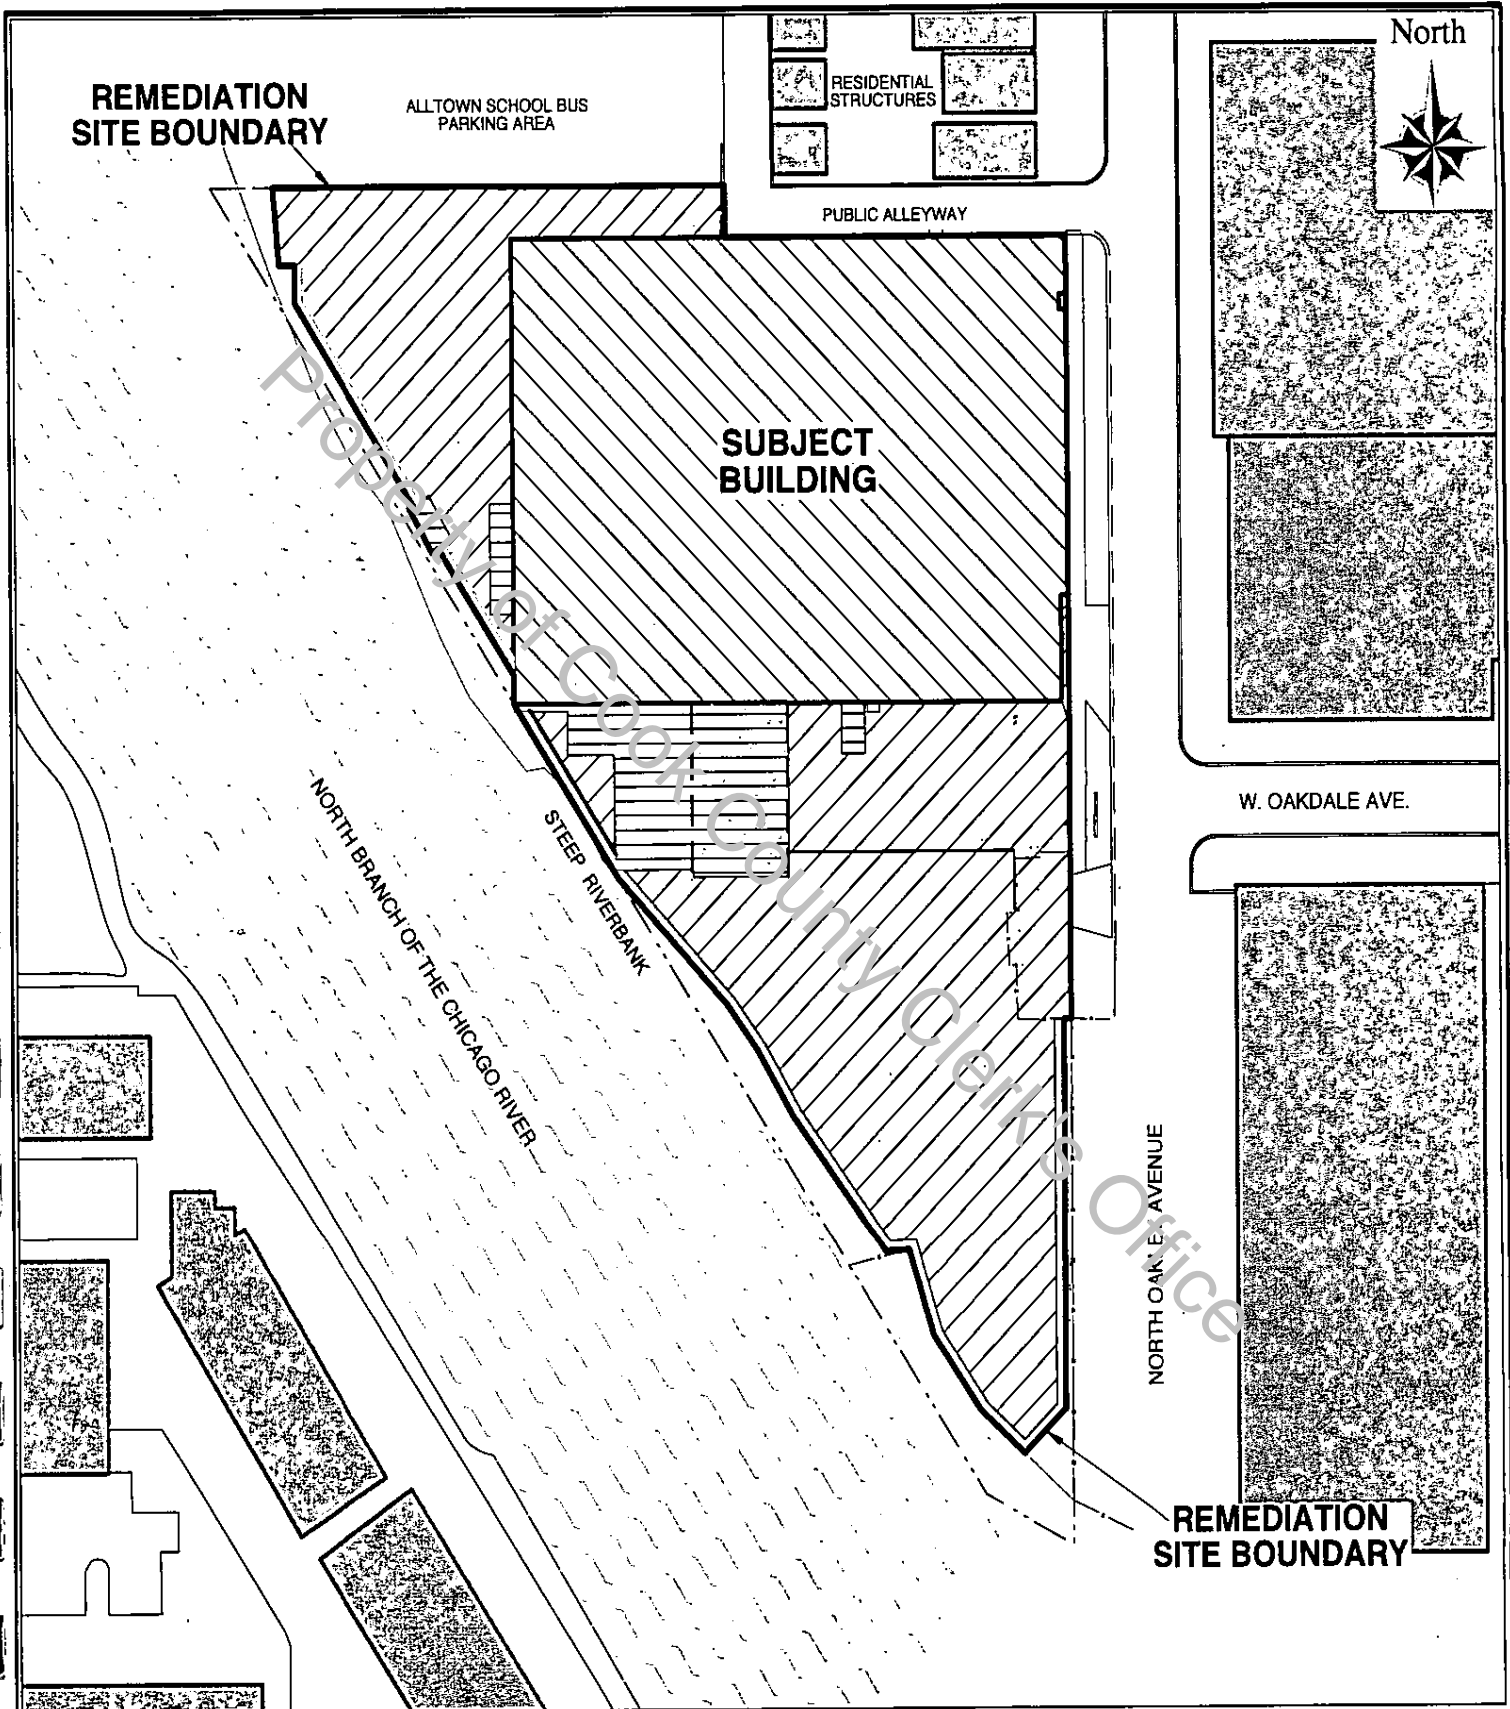 North
REMEDIATION
SITE BOUNDARY
ALLTOWN SCHOOL BUS
PARKING AREA
RESIDENTIAL
STRUCTURES
PUBLIC ALLEYWAY
SUBJECT
BUILDING
W. OAKDALE AVE.
STEEP RIVERBANK
NORTH BRANCH OF THE CHICAGO RIVER
NORTH OAKLEY AVENUE
REMEDIATION
SITE BOUNDARY
Property of Cook County Clerk's Office